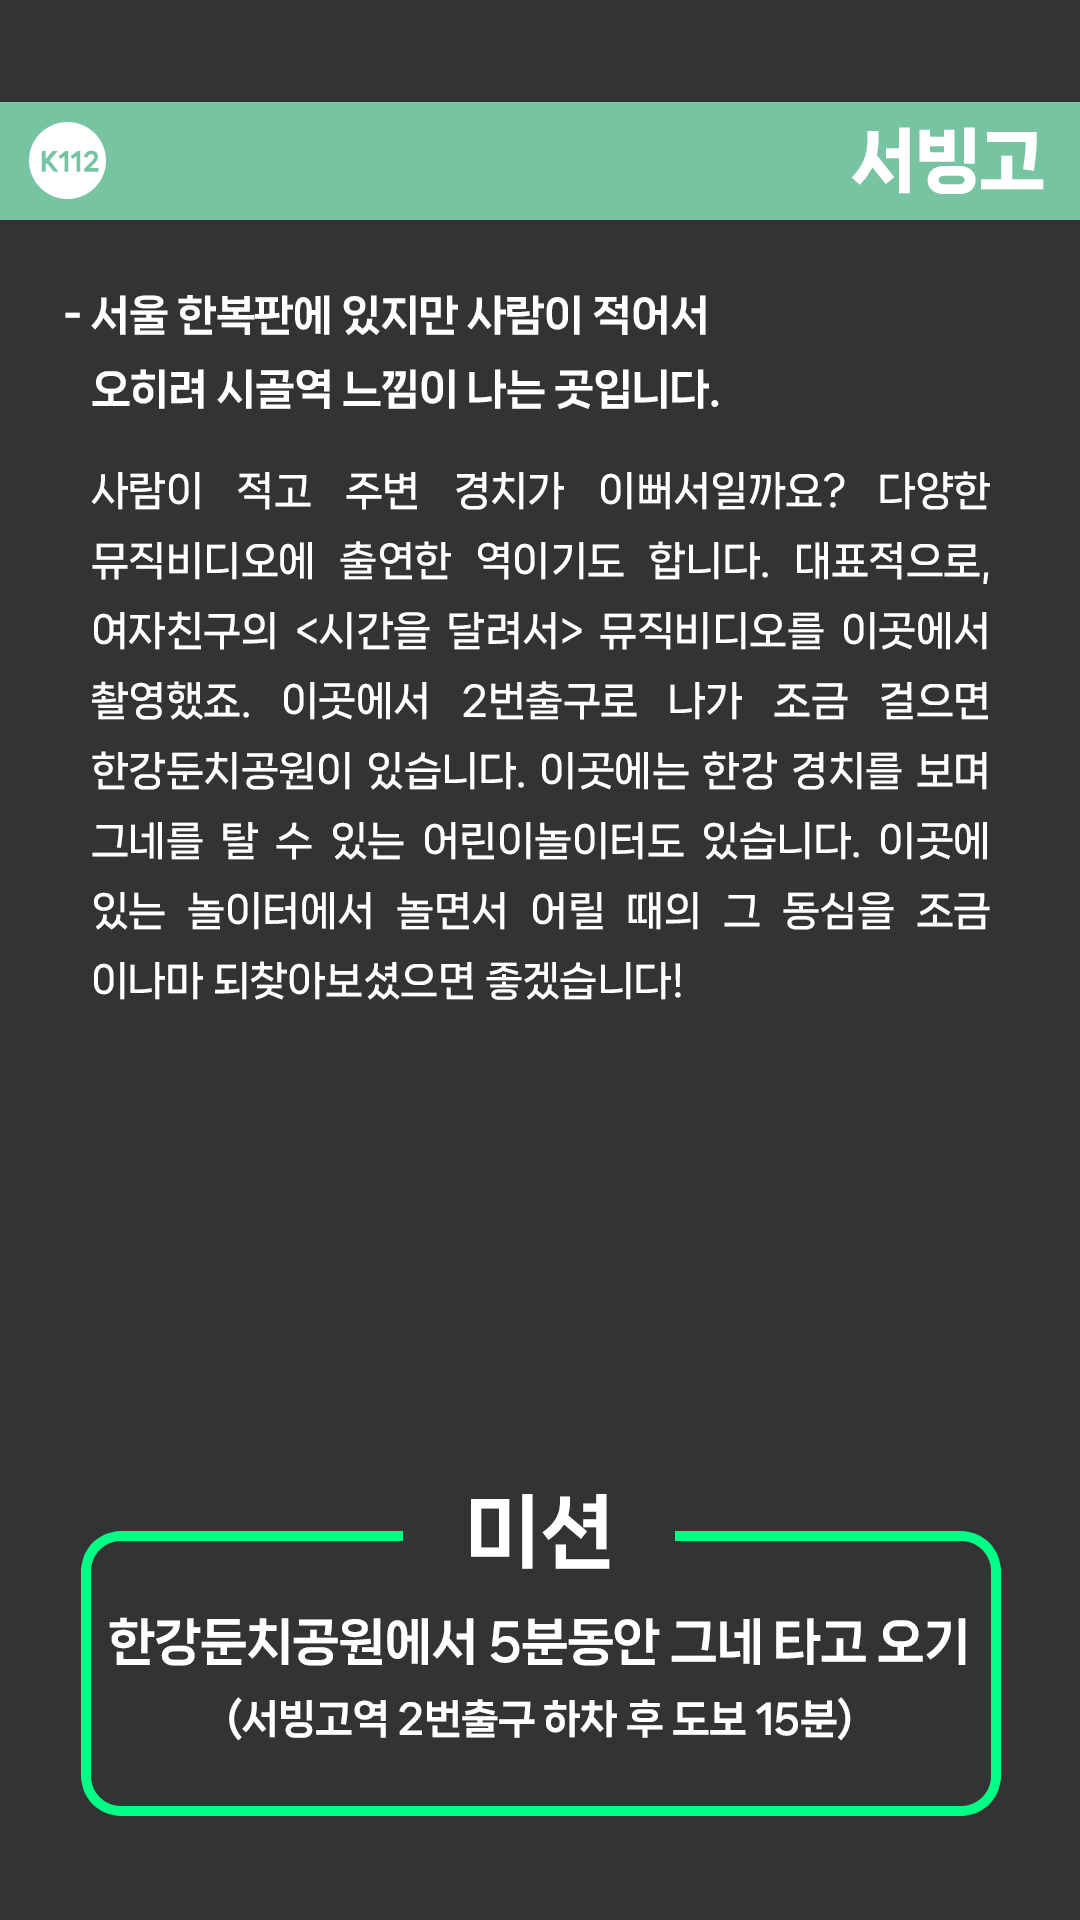 K112
서빙고
- 서울 한복판에 있지만 사람이 적어서
오히려 시골역 느낌이 나는 곳입니다.
사람이 적고 주변 경치가 이뻐서일까요? 다양한
뮤직비디오에 출연한 역이기도 합니다. 대표적으로,
여자친구의 <시간을 달려서> 뮤직비디오를 이곳에서
촬영했죠. 이곳에서 2번출구로 나가 조금 걸으면
한강둔치공원이 있습니다. 이곳에는 한강 경치를 보며
그네를 탈 수 있는 어린이놀이터도 있습니다. 이곳에
있는 놀이터에서 놀면서 어릴 때의 그 동심을 조금
이나마 되찾아보셨으면 좋겠습니다!
미션
한강둔치공원에서 5분동안 그네 타고 오기
(서빙고역 2번출구 하차 후 도보 15분)